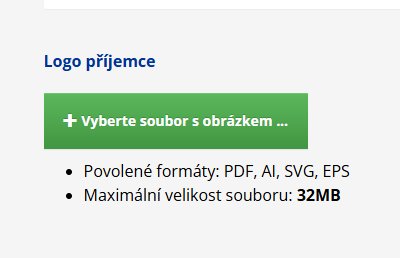 Logo příjemce
+ Vyberte soubor s obrázkem ...
• Povolené formáty: PDF, AI, SVG, EPS
• Maximální velikost souboru: 32MB